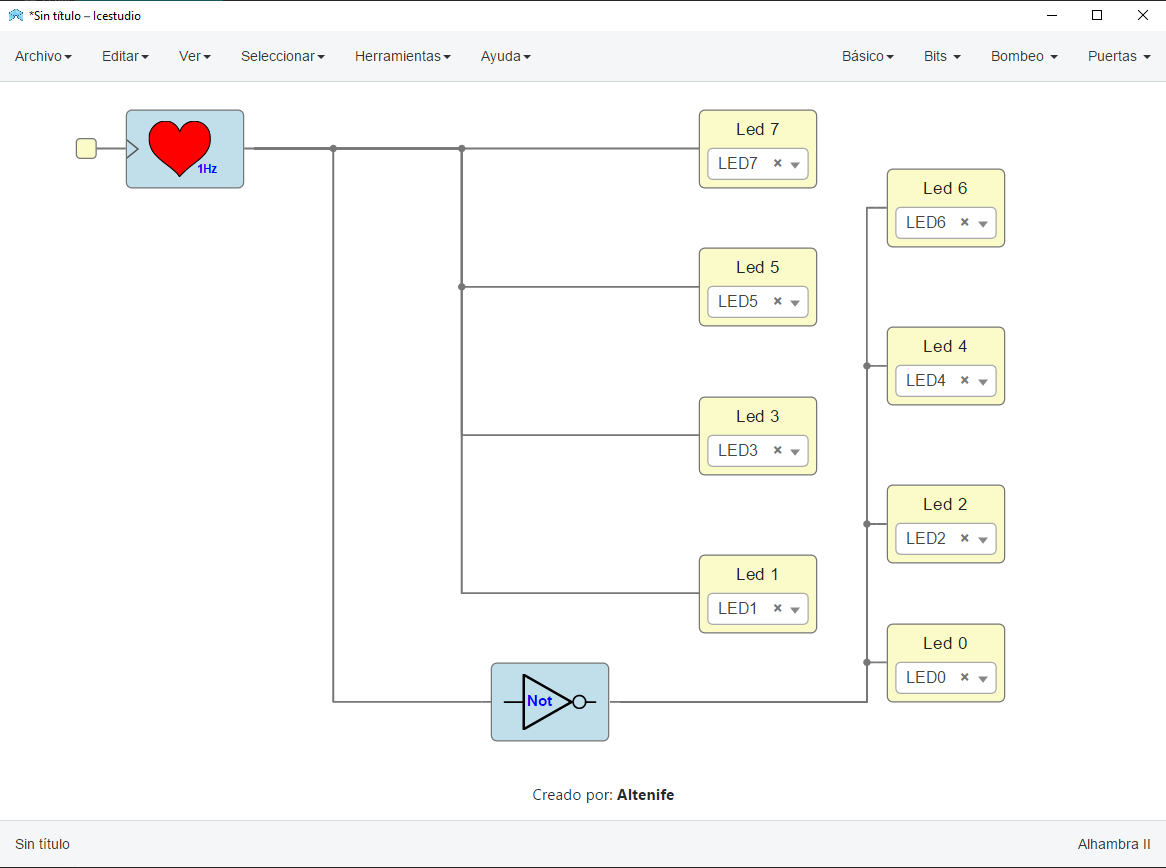 *Sin título – Icestudio
Archivo Editar Ver Seleccionar Herramientas Ayuda Básico Bits Bombeo Puertas
1Hz
Led 7
LED7 ×
Led 6
LED6 ×
Led 5
LED5 ×
Led 4
LED4 ×
Led 3
LED3 ×
Led 2
LED2 ×
Led 1
LED1 ×
Led 0
LED0 ×
Not
Creado por: Altenife
Sin título Alhambra II